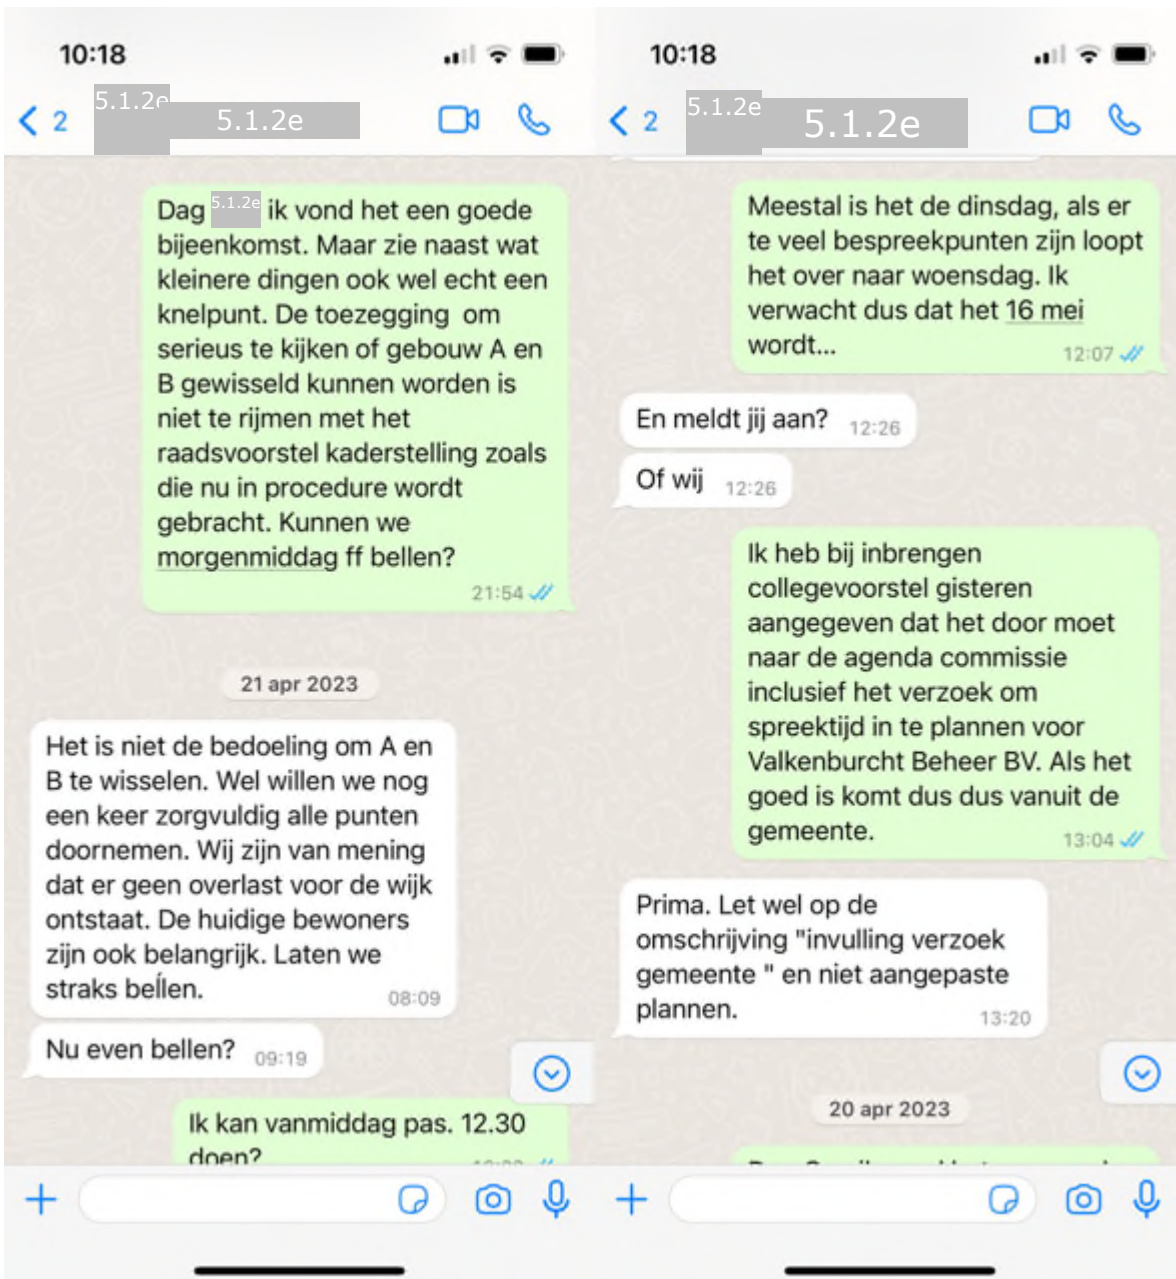 10:18
2
5.1.2e
5.1.2e
Dag 5.1.2e ik vond het een goede
bijeenkomst. Maar zie naast wat
kleinere dingen ook wel echt een
knelpunt. De toezegging om
serieus te kijken of gebouw A en
B gewisseld kunnen worden is
niet te rijmen met het
raadsvoorstel kaderstelling zoals
die nu in procedure wordt
gebracht. Kunnen we
morgenmiddag ff bellen?
21:54
21 apr 2023
Het is niet de bedoeling om A en
B te wisselen. Wel willen we nog
een keer zorgvuldig alle punten
doornemen. Wij zijn van mening
dat er geen overlast voor de wijk
ontstaat. De huidige bewoners
zijn ook belangrijk. Laten we
straks bellen.
08:09
Nu even bellen? 09:19
Ik kan vanmiddag pas. 12.30
doen?
10:18
2
5.1.2e
5.1.2e
Meestal is het de dinsdag, als er
te veel bespreekpunten zijn loopt
het over naar woensdag. Ik
verwacht dus dat het 16 mei
wordt...
12:07
En meldt jij aan? 12:26
Of wij 12:26
Ik heb bij inbrengen
collegevoorstel gisteren
aangegeven dat het door moet
naar de agenda commissie
inclusief het verzoek om
spreektijd in te plannen voor
Valkenburcht Beheer BV. Als het
goed is komt dus dus vanuit de
gemeente.
13:04
Prima. Let wel op de
omschrijving "invulling verzoek
gemeente " en niet aangepaste
plannen.
13:20
20 apr 2023